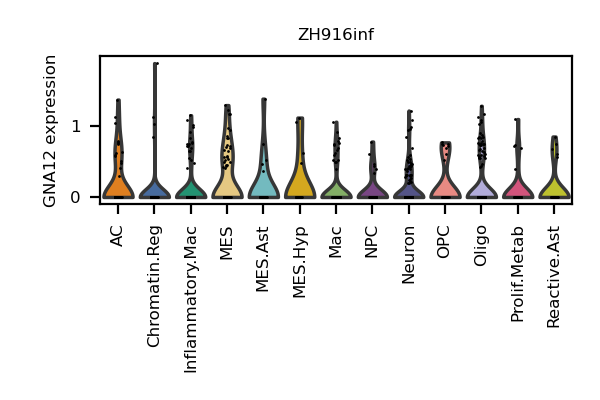 ZH916inf
GNA12 expression
1
0
AC
Chromatin.Reg
Inflammatory.Mac
MES
MES.Ast
MES.Hyp
Mac
NPC
Neuron
OPC
Oligo
Prolif.Metab
Reactive.Ast